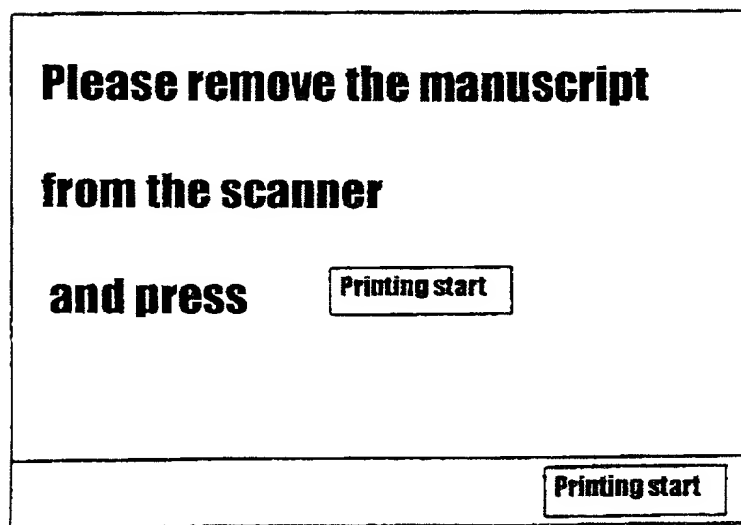 Please remove the manuscript
from the scanner
and press Printing start
Printing start